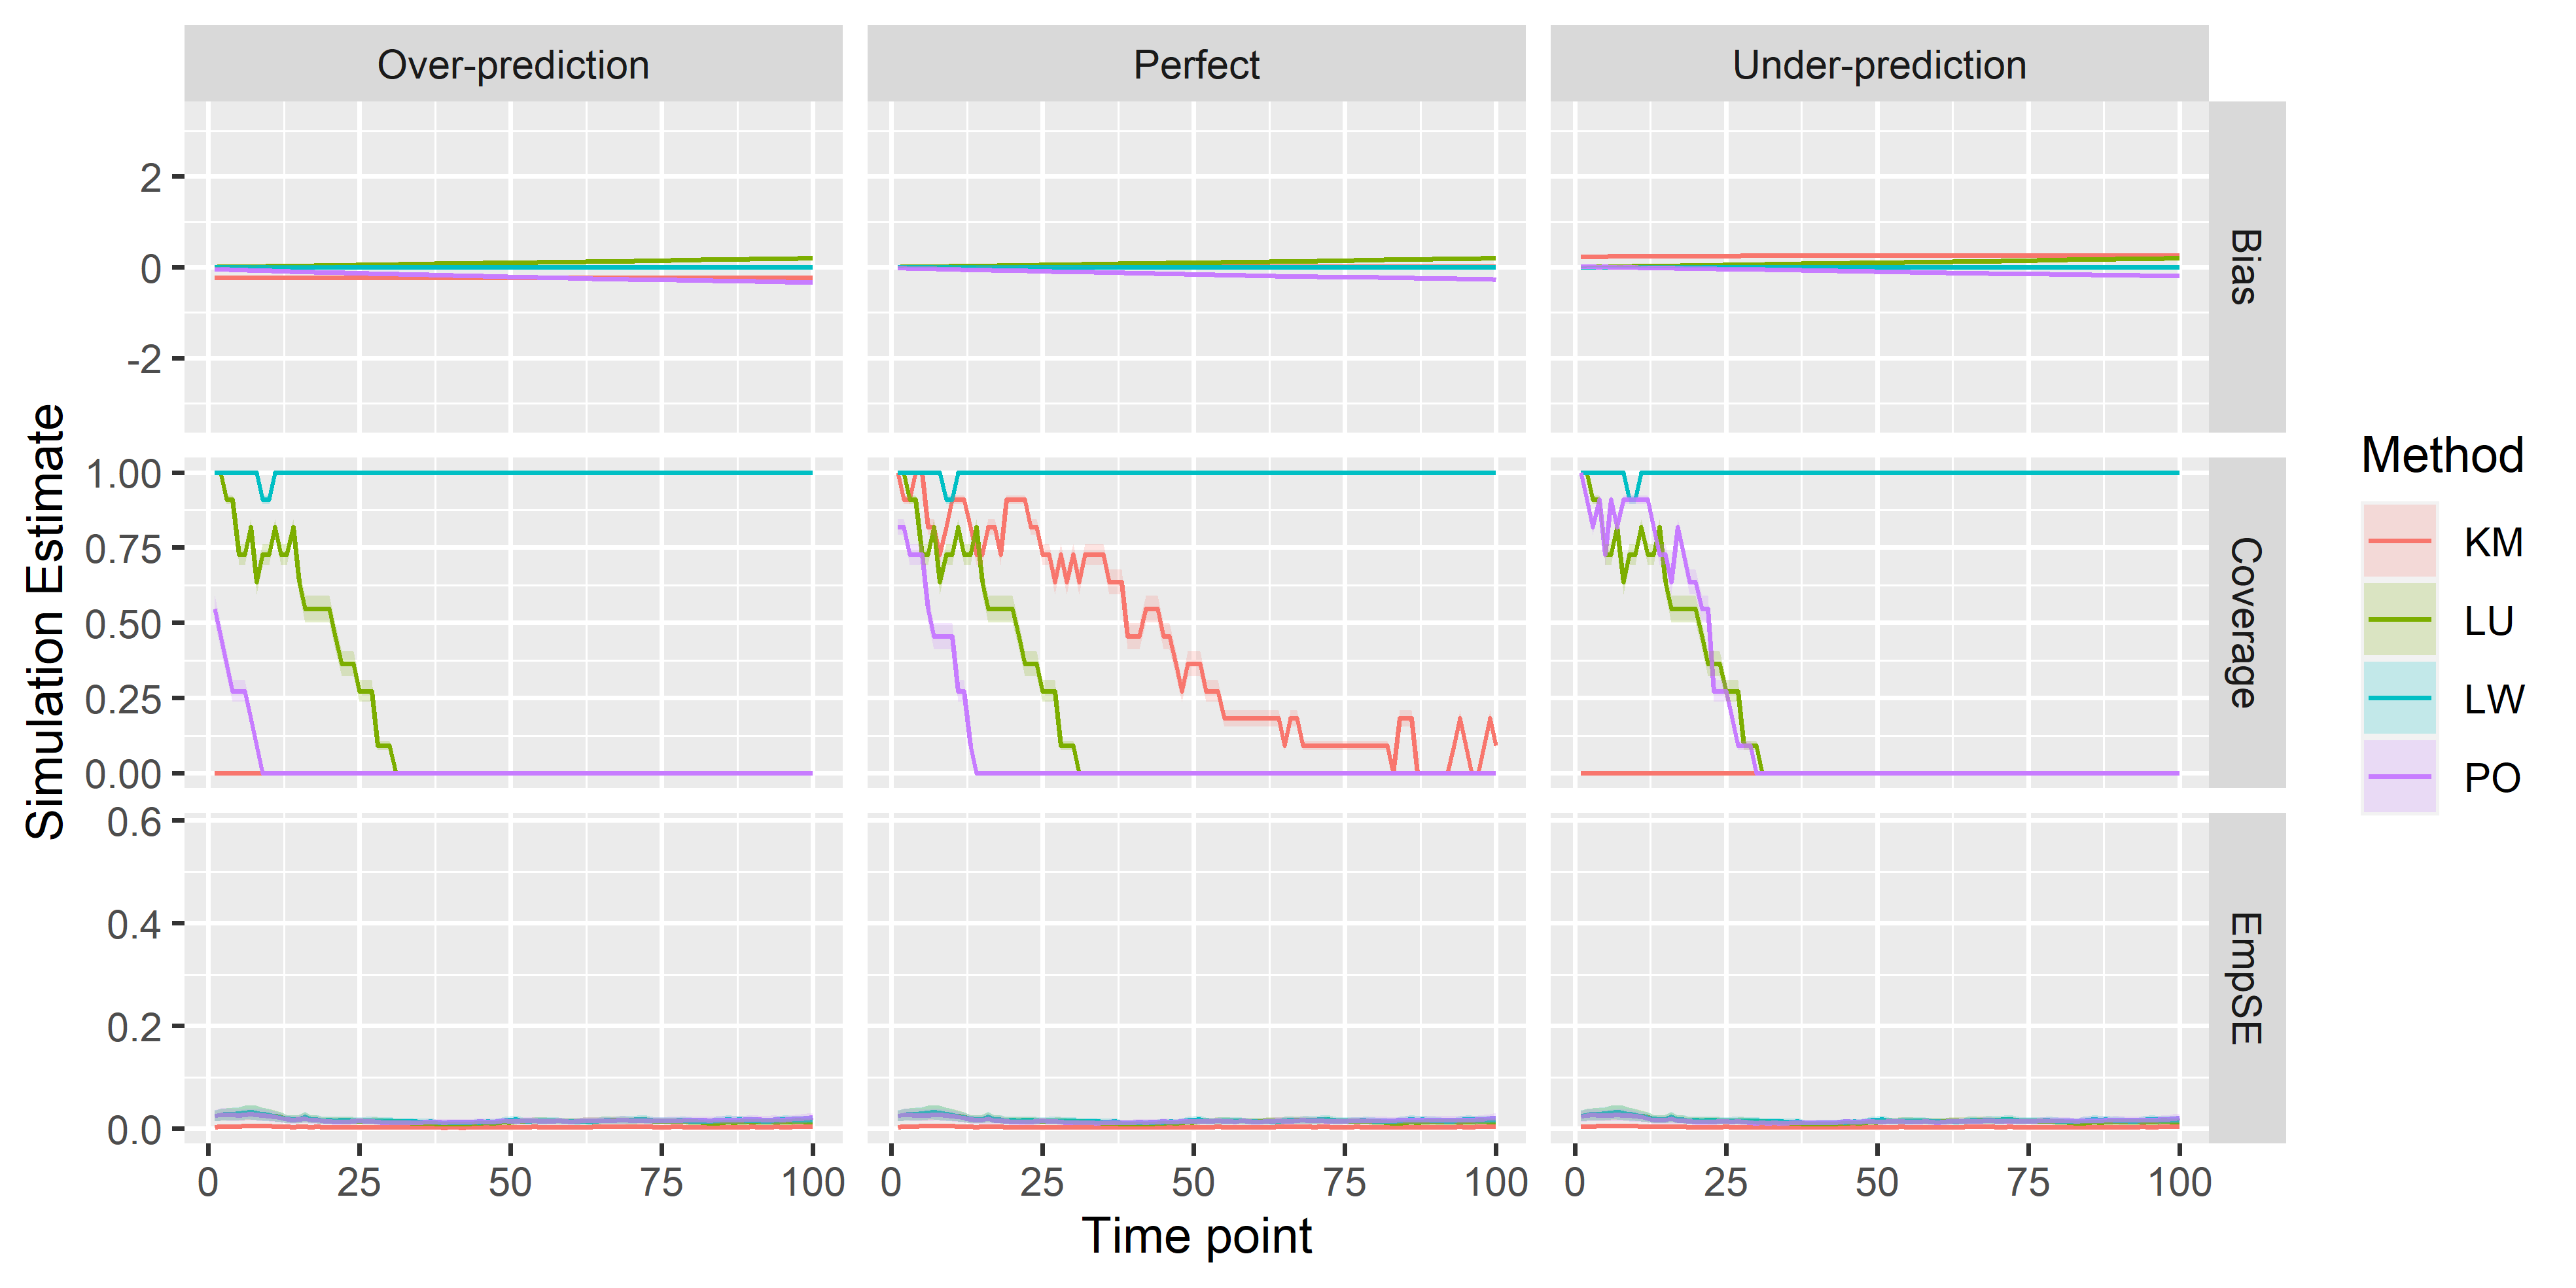 Over-prediction
Perfect
Under-prediction
2
0
-2
Bias
1.00
0.75
0.50
0.25
0.00
Coverage
0.6
0.4
0.2
0.0
EmpSE
0 25 50 75 100
0 25 50 75 100
0 25 50 75 100
Time point
Simulation Estimate
Method
KM
LU
LW
PO